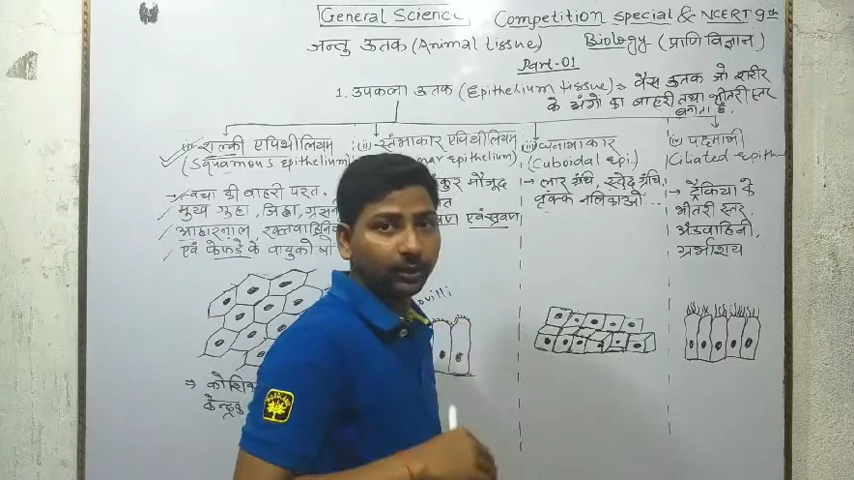 General Science
Competition special & NCERT 9th
जन्तु ऊतक (Animal tissue)
Biology (प्राणि विज्ञान)
Part-01
1. उपकला ऊतक (Epithelium tissue) वैसे ऊतक जो शरीर
के अंगों का बाहरी तथा भीतरी स्तर
बनाता है.
शल्की एपिथीलियम
(Squamous epithelium)
त्वचा की बाहरी परत.
मुख्य गुहा, जिह्वा,
आहारनाल
एवं फेफड़े के वायुको
⇒ कोशिक
(ii) स्तंभाकार एपिथीलियम
epithelium)
मौजूद
एवं स्त्रवण
villi
(iii) घनाभाकार
(Cuboidal epi.)
→ लार ग्रंथि, स्वेद ग्रंथि,
वृक्क नलिकाओं...
(iv) पक्ष्माभी
(Ciliated epith
→ ट्रैकिया के
भीतरी स्तर,
अंडवाहिनी,
गर्भाशय